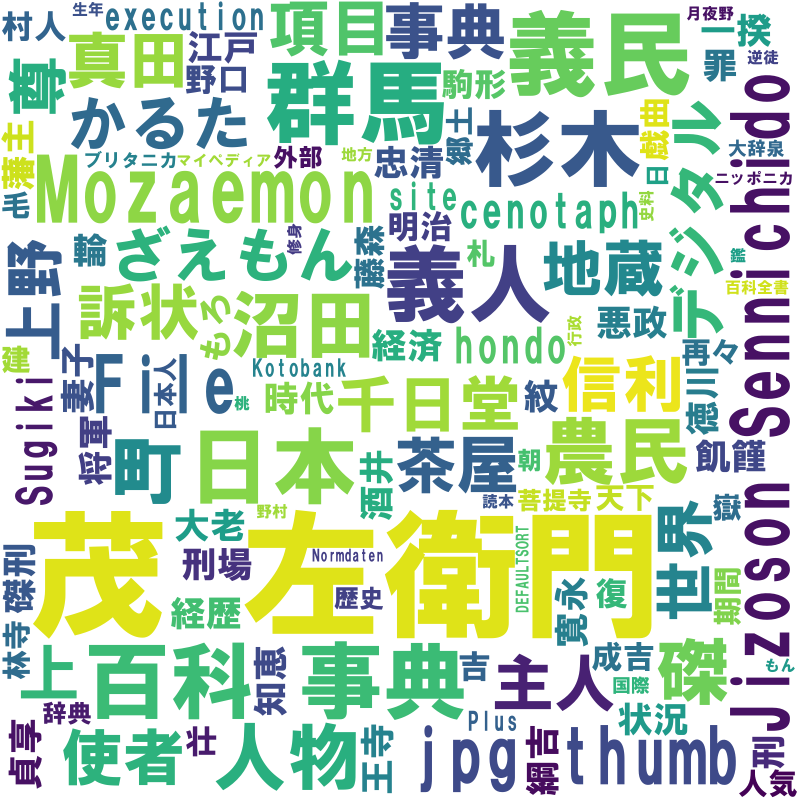 生年
execution
項目
事典
義民
月夜野
一揆
逆徒
村人
真田
江戸
野口
群馬
駒形
罪
尊
かるた
杉木
戯曲
デジタル
大辞泉
藩主
ブリタニカ
マイペディア
外部
地方
忠清
郷士
日
ニッポニカ
毛
Mozaemon
site
cenotaph
史料
明治
上野
輪
ざえもん
修身
藤森
札
義人
地蔵
鑑
百科全書
訴状
もろ
沼田
経済
hondo
行政
悪政
再々
建
妻子
File
Kotobank
桃
日本人
時代
千日堂
紋
信利
徳川
Sugiki
将軍
町
日本
酒井
茶屋
朝
農民
飢饉
Jizoson Sennichido
野村
読本
菩提寺
天下
嶽
茂左衛門
大老
刑場
Normdaten
DEFAULTSORT
世界
磔刑
経歴
歴史
寛永
復
期間
林寺
上
百科
知恵
事典
吉
主人
成吉
国際
磔
もん
貞享
辞典
使者
壮
人物
王寺
Plus
jpg
綱吉
thumb
状況
刑
人気